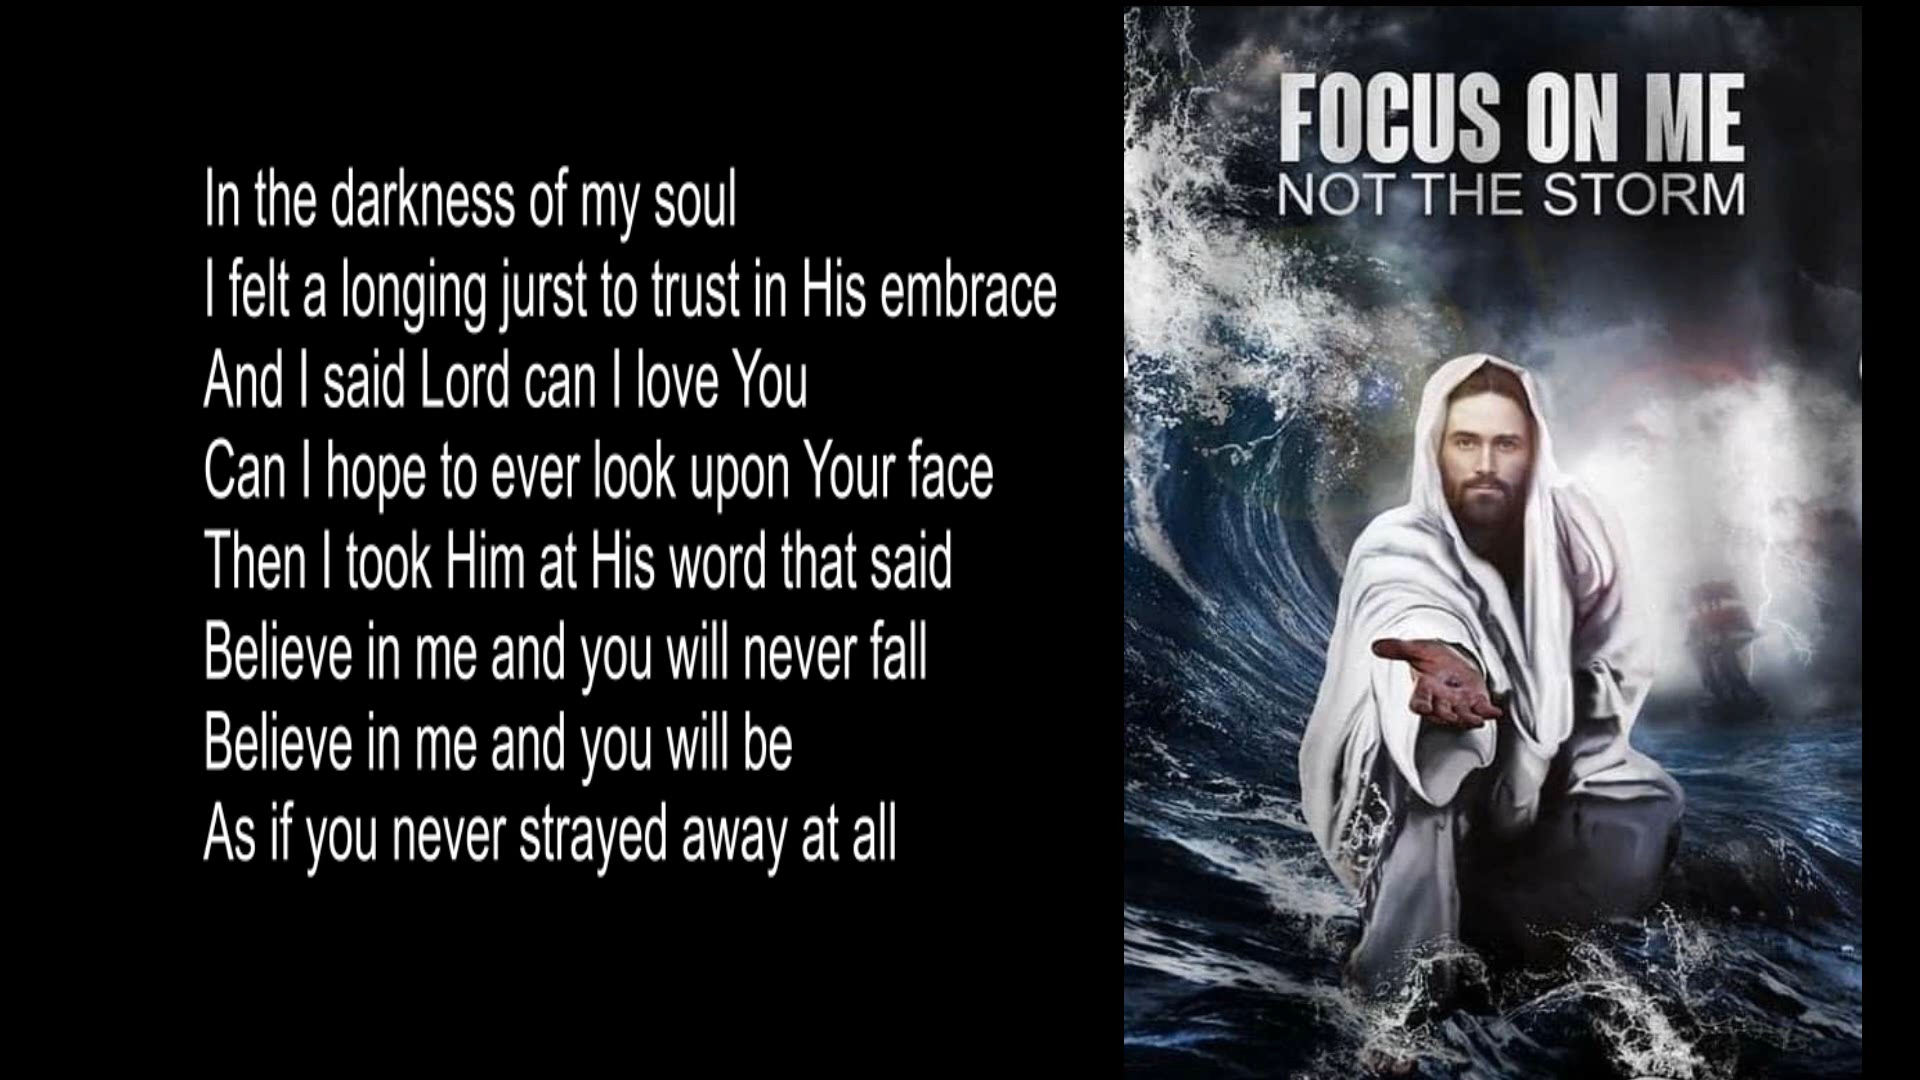 In the darkness of my soul
I felt a longing jurst to trust in His embrace
And I said Lord can I love You
Can I hope to ever look upon Your face
Then I took Him at His word that said
Believe in me and you will never fall
Believe in me and you will be
As if you never strayed away at all
FOCUS ON ME
NOT THE STORM